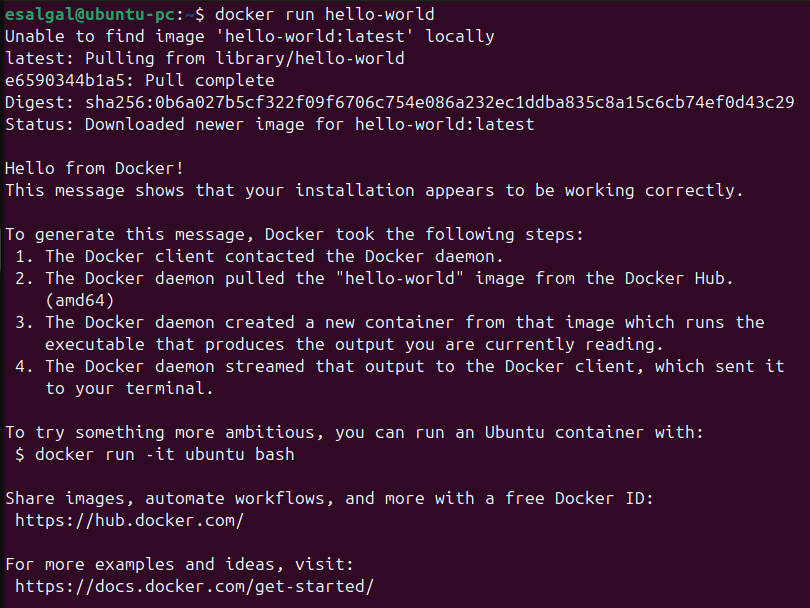 esalgal@ubuntu-pc:~$ docker run hello-world
Unable to find image 'hello-world:latest' locally
latest: Pulling from library/hello-world
e6590344b1a5: Pull complete
Digest: sha256:0b6a027b5cf322f09f6706c754e086a232ec1ddba835c8a15c6cb74ef0d43c29
Status: Downloaded newer image for hello-world:latest

Hello from Docker!
This message shows that your installation appears to be working correctly.

To generate this message, Docker took the following steps:
 1. The Docker client contacted the Docker daemon.
 2. The Docker daemon pulled the "hello-world" image from the Docker Hub.
    (amd64)
 3. The Docker daemon created a new container from that image which runs the
    executable that produces the output you are currently reading.
 4. The Docker daemon streamed that output to the Docker client, which sent it
    to your terminal.

To try something more ambitious, you can run an Ubuntu container with:
 $ docker run -it ubuntu bash

Share images, automate workflows, and more with a free Docker ID:
 https://hub.docker.com/

For more examples and ideas, visit:
 https://docs.docker.com/get-started/